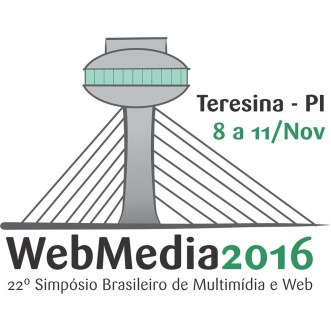 Teresina - PI
8 a 11/Nov
WebMedia2016
22º Simpósio Brasileiro de Multimídia e Web